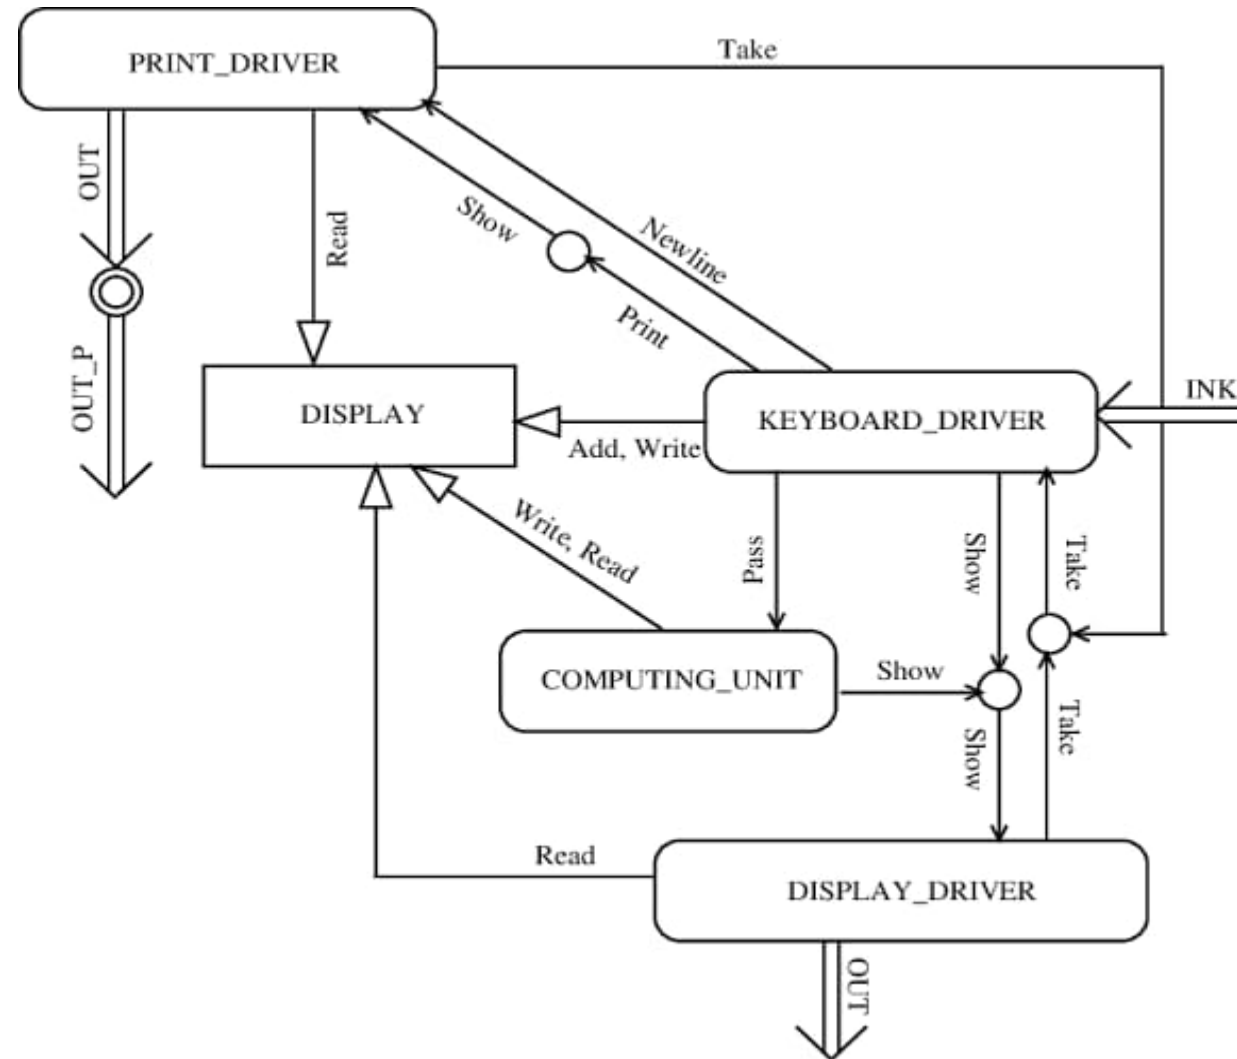 PRINT_DRIVER
Take
OUT
Read
Show
Newline
Print
OUT_P
DISPLAY
INK
KEYBOARD_DRIVER
Add, Write
Write, Read
Pass
Show
Take
COMPUTING_UNIT
Show
Show
Take
Read
DISPLAY_DRIVER
OUT